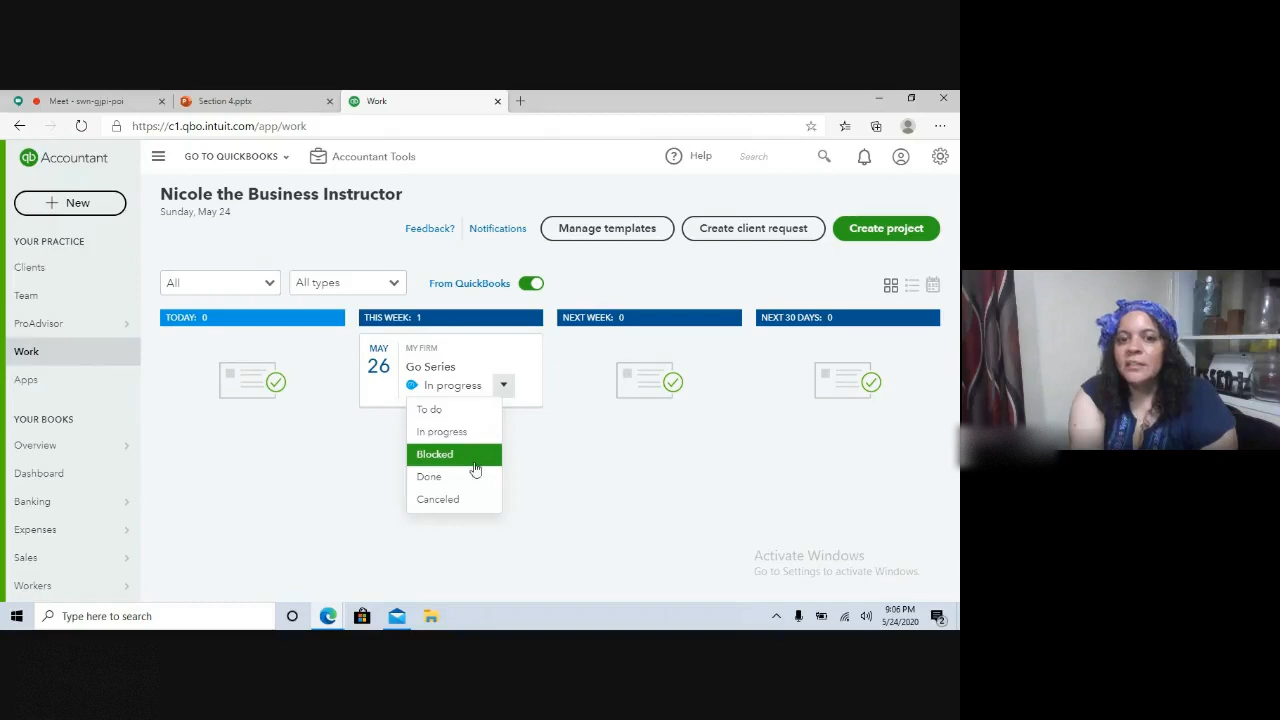 Meet - swn-gjpi-poi
Section 4.pptx
Work
https://c1.qbo.intuit.com/app/work
qb Accountant
GO TO QUICKBOOKS
Accountant Tools
Help
Search
New
Nicole the Business Instructor
Sunday, May 24
Feedback?
Notifications
Manage templates
Create client request
Create project
YOUR PRACTICE
Clients
Team
ProAdvisor
Work
Apps
YOUR BOOKS
Overview
Dashboard
Banking
Expenses
Sales
Workers
All
All types
From QuickBooks
TODAY: 0
THIS WEEK: 1
NEXT WEEK: 0
NEXT 30 DAYS: 0
MAY
26
MY FIRM
Go Series
In progress
To do
In progress
Blocked
Done
Canceled
Activate Windows
Go to Settings to activate Windows.
Type here to search
9:06 PM
5/24/2020
2